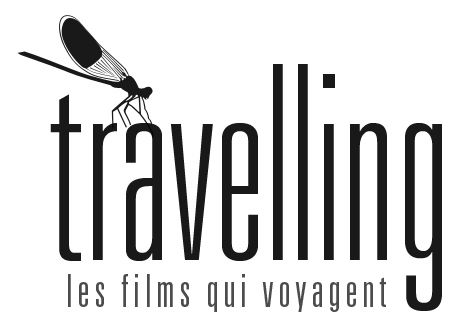 travelling
les films qui voyagent